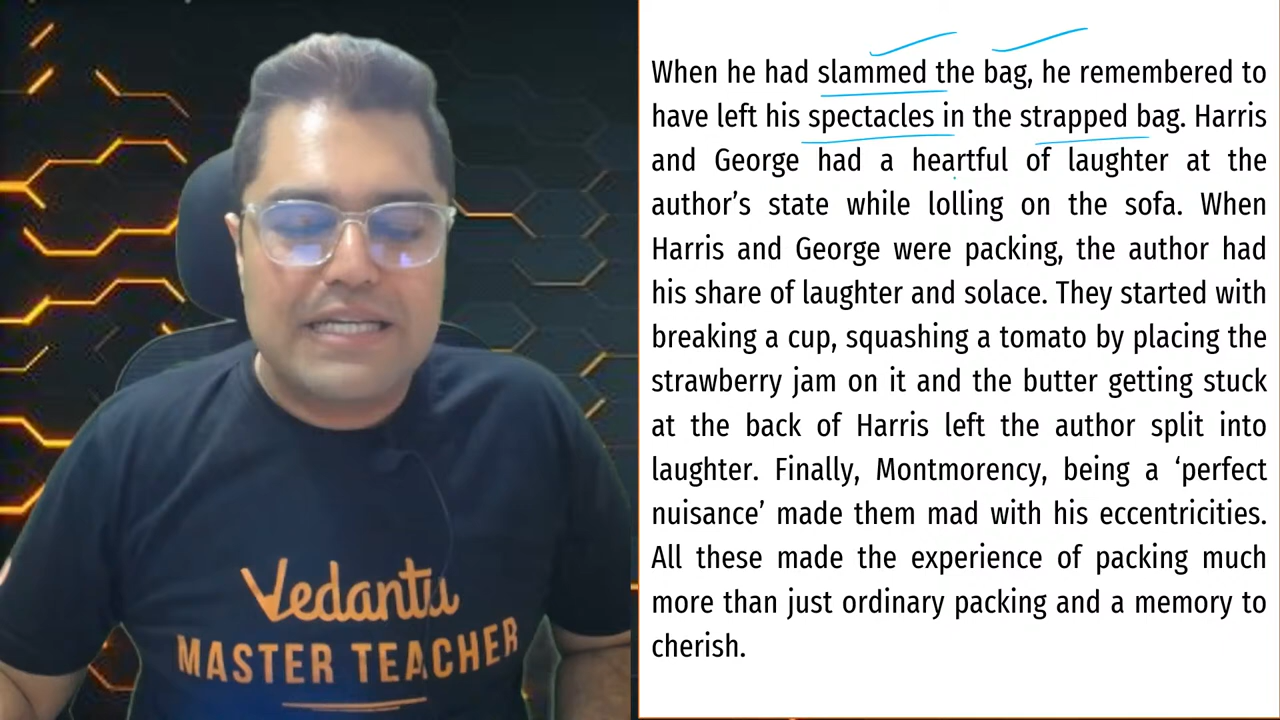 When he had slammed the bag, he remembered to
have left his spectacles in the strapped bag. Harris
and George had a heartful of laughter at the
author’s state while lolling on the sofa. When
Harris and George were packing, the author had
his share of laughter and solace. They started with
breaking a cup, squashing a tomato by placing the
strawberry jam on it and the butter getting stuck
at the back of Harris left the author split into
laughter. Finally, Montmorency, being a ‘perfect
nuisance’ made them mad with his eccentricities.
All these made the experience of packing much
more than just ordinary packing and a memory to
cherish.
Vedantu
MASTER TEACHER